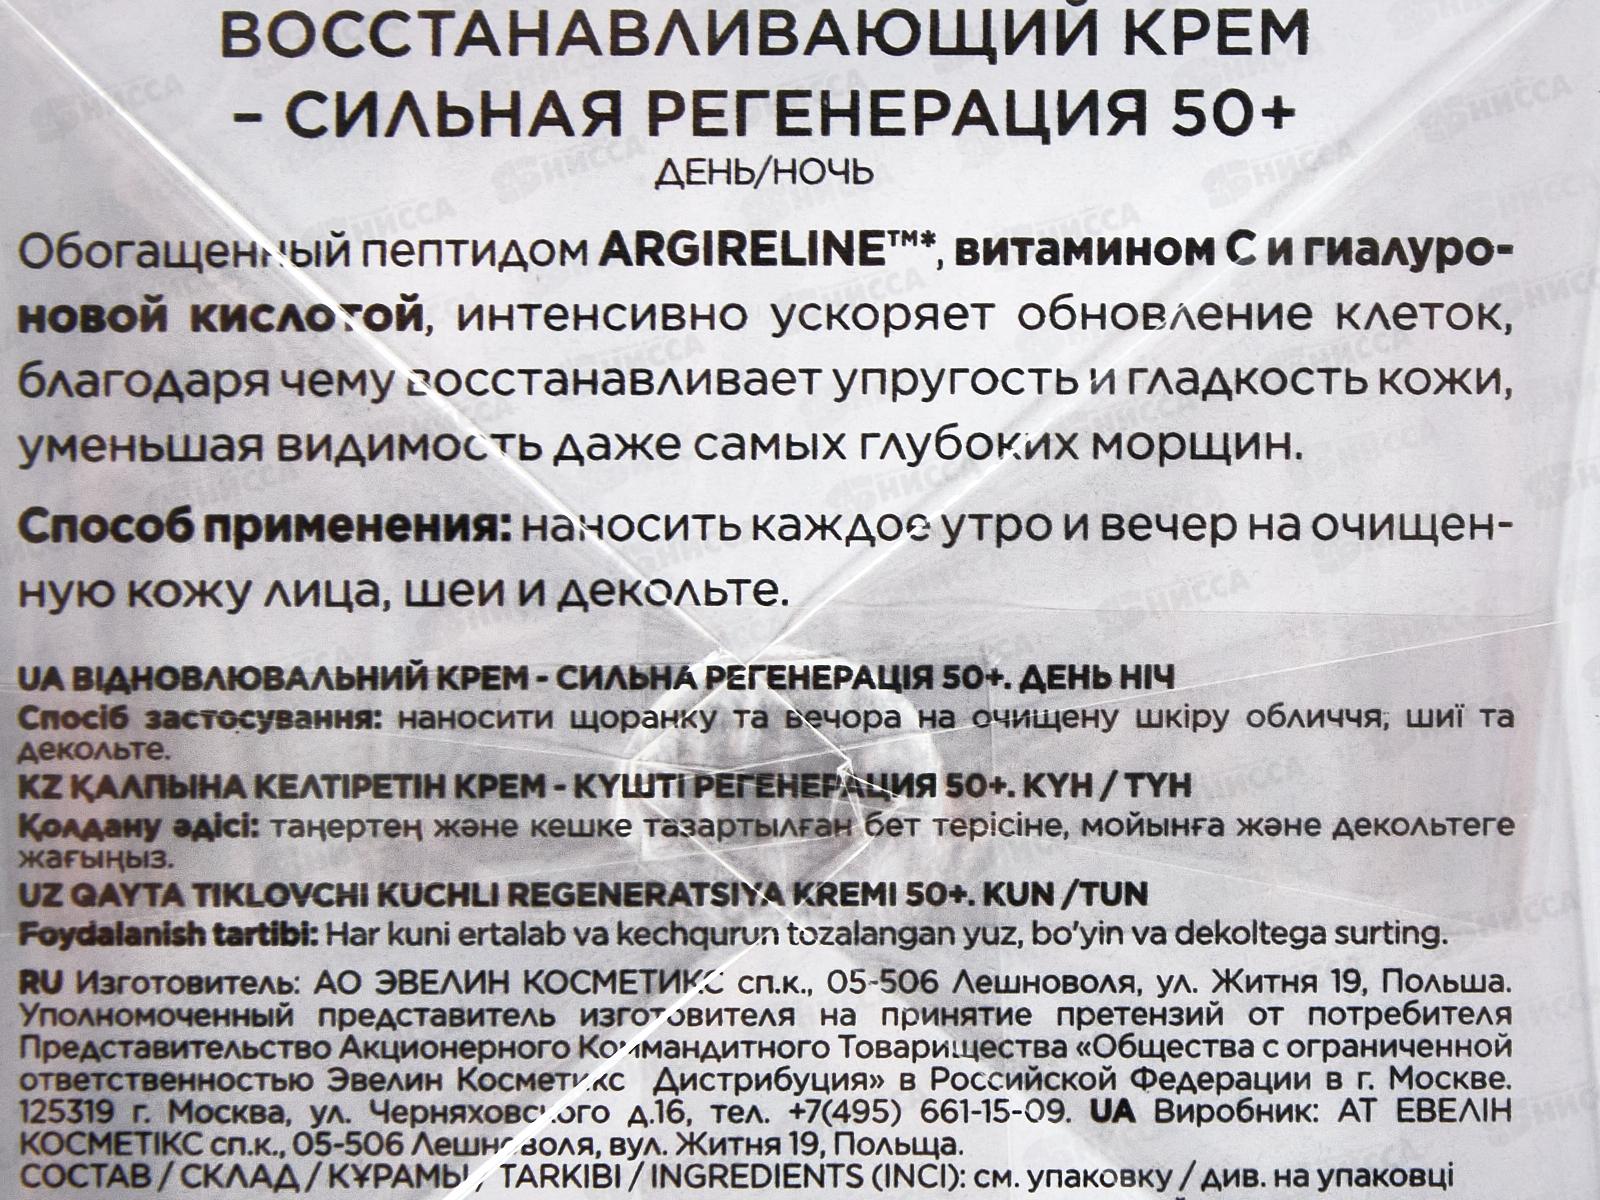 ВОССТАНАВЛИВАЮЩИЙ КРЕМ
– СИЛЬНАЯ РЕГЕНЕРАЦИЯ 50+
ДЕНЬ/НОЧЬ
Обогащенный пептидом ARGIRELINE™*, витамином С и гиалуро-
новой кислотой, интенсивно ускоряет обновление клеток,
благодаря чему восстанавливает упругость и гладкость кожи,
уменьшая видимость даже самых глубоких морщин.
Способ применения: наносить каждое утро и вечер на очищен-
ную кожу лица, шеи и декольте.
UA ВІДНОВЛЮВАЛЬНИЙ КРЕМ - СИЛЬНА РЕГЕНЕРАЦІЯ 50+. ДЕНЬ НІЧ
Спосіб застосування: наносити щоранку та вечора на очищену шкіру обличчя, шиї та
декольте.
KZ ҚАЛПЫНА КЕЛТІРЕТІН КРЕМ - КҮШТІ РЕГЕНЕРАЦИЯ 50+. КҮН / ТҮН
Қолдану әдісі: таңертең және кешке тазартылған бет терісіне, мойынға және декольтеге
жағыңыз.
UZ QAYTA TIKLOVCHI KUCHLI REGENERATSIYA KREMI 50+. KUN /TUN
Foydalanish tartibi: Har kuni ertalab va kechqurun tozalangan yuz, bo'yin va dekoltega surting.
RU Изготовитель: АО ЭВЕЛИН КОСМЕТИКС сп.к., 05-506 Лешноволя, ул. Житня 19, Польша.
Уполномоченный представитель изготовителя на принятие претензий от потребителя
Представительство Акционерного Коммандитного Товарищества «Общества с ограниченной
ответственностью Эвелин Косметикс Дистрибуция» в Российской Федерации в г. Москве.
125319 г. Москва, ул. Черняховского д.16, тел. +7(495) 661-15-09. UA Виробник: АТ ЕВЕЛІН
КОСМЕТІКС сп.к., 05-506 Лешноволя, вул. Житня 19, Польща.
СОСТАВ / СКЛАД / ҚҰРАМЫ / TARKIBI / INGREDIENTS (INCI): см. упаковку / див. на упаковці